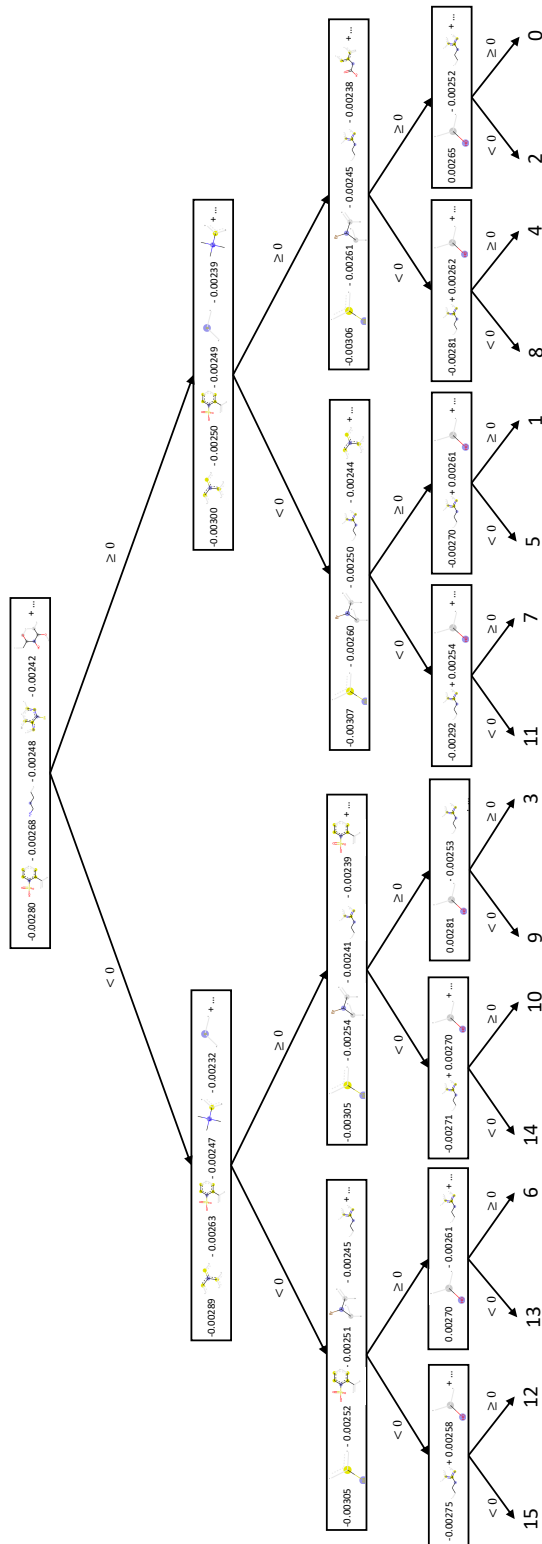 -0.00280 - 0.00268 - 0.00248 - 0.00242 + ...
< 0 ≥ 0
-0.00289 - 0.00263 - 0.00247 - 0.00232 + ...
-0.00300 - 0.00250 - 0.00249 - 0.00239 + ...
< 0 ≥ 0 < 0 ≥ 0
-0.00305 - 0.00252 - 0.00251 - 0.00245 + ...
-0.00305 - 0.00254 - 0.00241 - 0.00239 + ...
-0.00307 - 0.00260 - 0.00250 - 0.00244 + ...
-0.00306 - 0.00261 - 0.00245 - 0.00238 + ...
< 0 ≥ 0 < 0 ≥ 0 < 0 ≥ 0 < 0 ≥ 0
-0.00275 + 0.00258 + ...
0.00270 - 0.00261 + ...
-0.00271 + 0.00270 + ...
0.00281 - 0.00253
-0.00292 + 0.00254 + ...
-0.00270 + 0.00261 + ...
-0.00281 + 0.00262 + ...
0.00265 - 0.00252 + ...
< 0 ≥ 0 < 0 ≥ 0 < 0 ≥ 0 < 0 ≥ 0 < 0 ≥ 0 < 0 ≥ 0 < 0 ≥ 0 < 0 ≥ 0
15 12 13 6 14 10 9 3 11 7 5 1 8 4 2 0